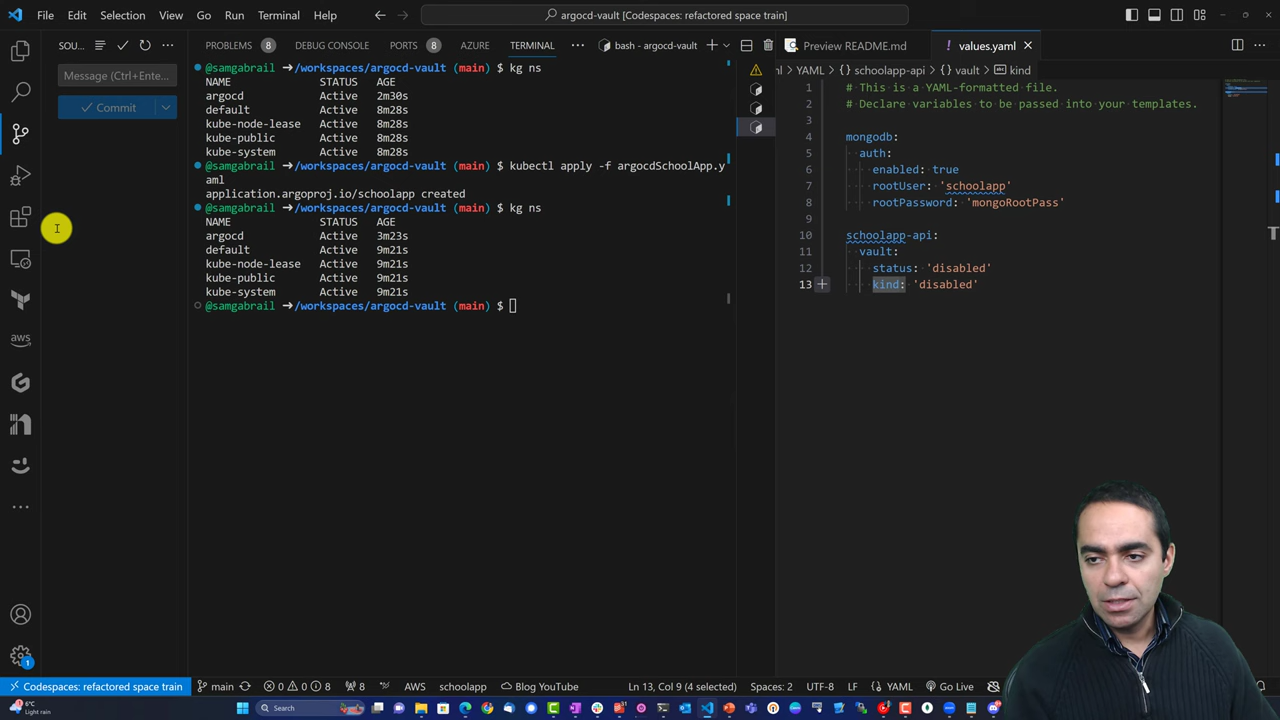 File Edit Selection View Go Run Terminal Help argocd-vault [Codespaces: refactored space train]
SOU... PROBLEMS 8 DEBUG CONSOLE PORTS 8 AZURE TERMINAL ... bash - argocd-vault Preview README.md values.yaml
YAML > schoolapp-api > vault > kind
Message (Ctrl+Ente...
Commit
@samgabrail ➜/workspaces/argocd-vault (main) $ kg ns
NAME STATUS AGE
argocd Active 2m30s
default Active 8m28s
kube-node-lease Active 8m28s
kube-public Active 8m28s
kube-system Active 8m28s
@samgabrail ➜/workspaces/argocd-vault (main) $ kubectl apply -f argocdSchoolApp.y
aml
application.argoproj.io/schoolapp created
@samgabrail ➜/workspaces/argocd-vault (main) $ kg ns
NAME STATUS AGE
argocd Active 3m23s
default Active 9m21s
kube-node-lease Active 9m21s
kube-public Active 9m21s
kube-system Active 9m21s
@samgabrail ➜/workspaces/argocd-vault (main) $
1 # This is a YAML-formatted file.
2 # Declare variables to be passed into your templates.
3
4 mongodb:
5 auth:
6 enabled: true
7 rootUser: 'schoolapp'
8 rootPassword: 'mongoRootPass'
9
10 schoolapp-api:
11 vault:
12 status: 'disabled'
13 kind: 'disabled'
aws
1
Codespaces: refactored space train main 0 0 8 8 AWS schoolapp Blog YouTube Ln 13, Col 9 (4 selected) Spaces: 2 UTF-8 LF YAML Go Live
6°C
Light rain
Search